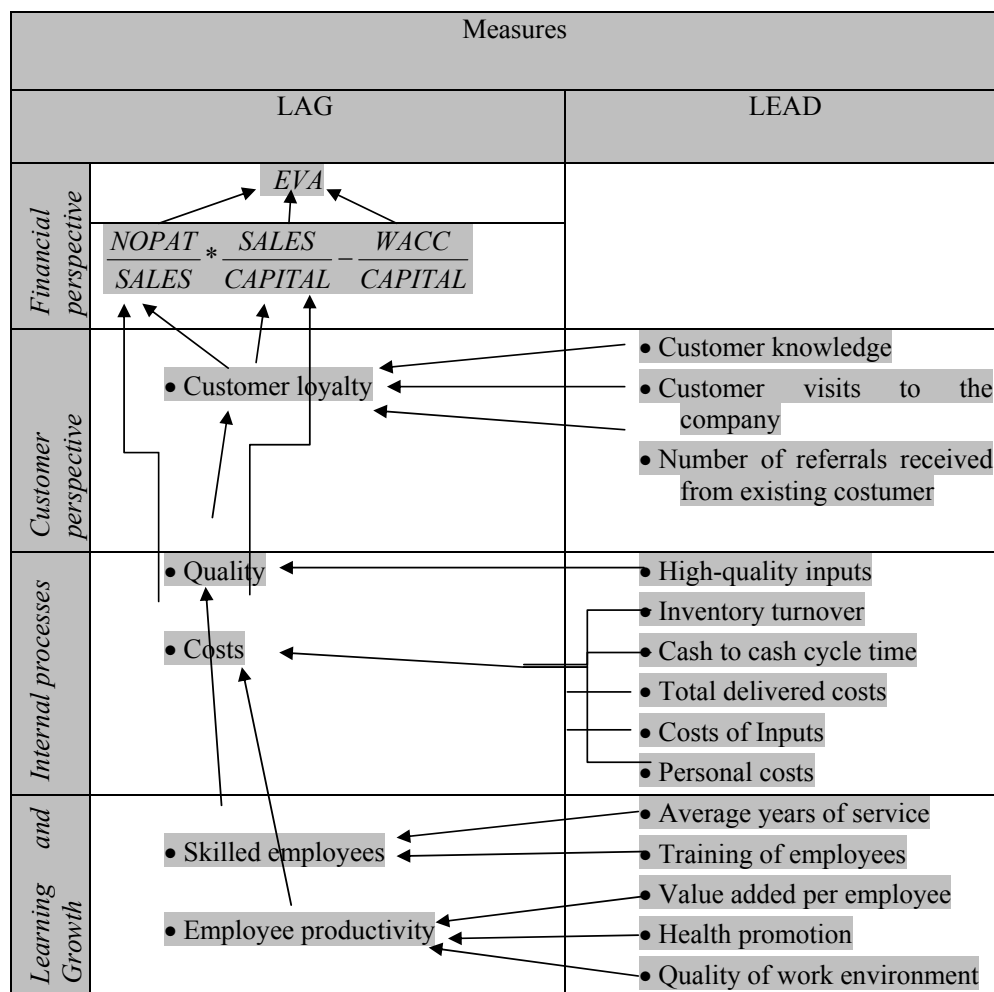 Measures
LAG LEAD
Financial perspective
EVA
NOPAT/SALES * SALES/CAPITAL − WACC/CAPITAL
Customer perspective
• Customer loyalty
• Customer knowledge
• Customer visits to the
company
• Number of referrals received
from existing costumer
Internal processes
• Quality
• Costs
• High-quality inputs
• Inventory turnover
• Cash to cash cycle time
• Total delivered costs
• Costs of Inputs
• Personal costs
Learning and
Growth
• Skilled employees
• Employee productivity
• Average years of service
• Training of employees
• Value added per employee
• Health promotion
• Quality of work environment